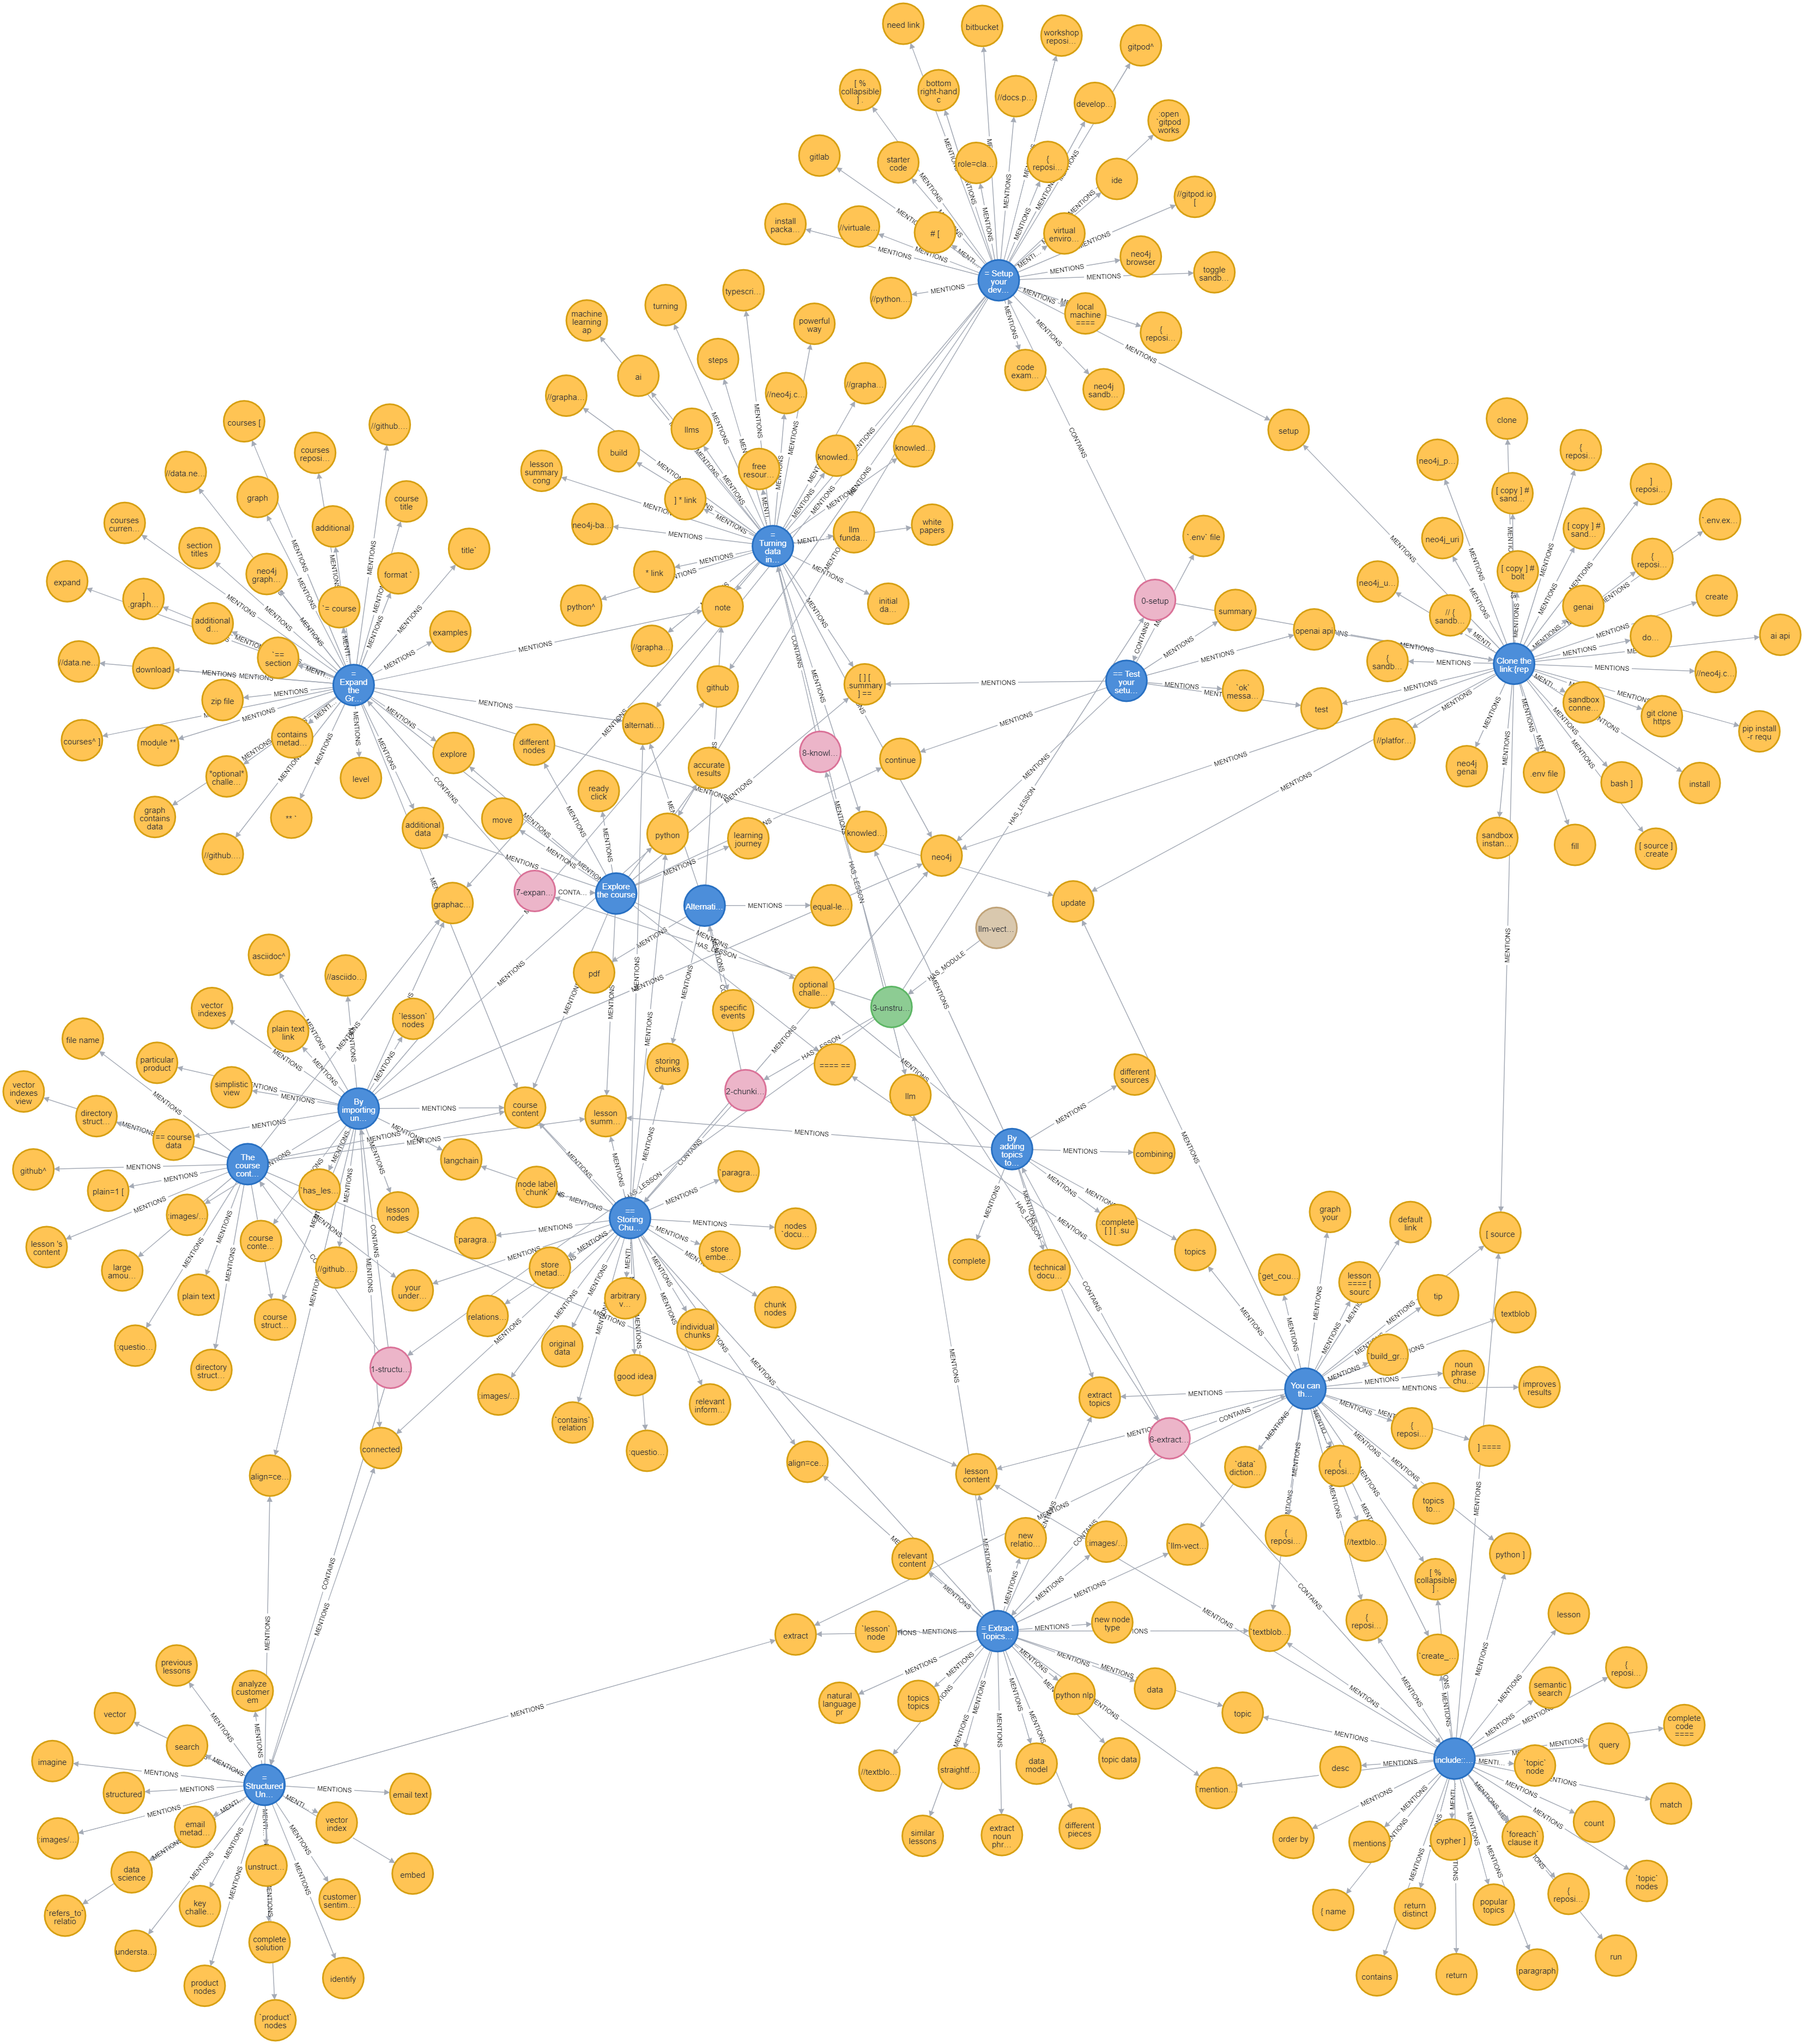 need link
bitbucket
workshop
reposi...
gitpod^
[ %
collapsible
] .
bottom
right-hand
c
//docs.p...
develop...
:open
`gitpod
works
gitlab
starter
code
role=cla...
{
reposi...
ide
//gitpod.io
[
install
packa...
//virtuale...
# [
virtual
enviro...
neo4j
browser
toggle
sandb...
= Setup
your
dev...
//python...
local
machine
====
{
reposi...
code
exam...
neo4j
sandb...
machine
learning
ap
turning
typescri...
powerful
way
ai
steps
//grapha...
//neo4j.c...
//grapha...
llms
build
lesson
summary
cong
free
resour...
knowled...
knowled...
] * link
neo4j-ba...
=
Turning
data
in...
llm
funda...
white
papers
* link
python^
note
initial
da...
//grapha...
github
[ ] [
summary
] ==
setup
courses [
courses
reposi...
//github...
//data.ne...
graph
course
title
courses
curren...
additional
section
titles
title`
expand
neo4j
graph...
format `
}
.graph...
`= course
additional
d...
examples
`==
section
//data.ne...
download
=
Expand
the
Gr...
zip file
courses^ ]
module **
`
contains
metad...
explore
*optional*
challe...
level
graph
contains
data
** `
//github...
additional
data
move
alternati...
different
nodes
accurate
results
ready
click
python
learning
journey
continue
8-knowl...
knowled...
neo4j
7-expan...
Explore
the course
Alternati...
equal-le...
update
llm-vect...
0-setup
`.env` file
summary
openai api
== Test
your
setu...
`ok`
messa...
test
clone
neo4j_p...
{
reposi...
[ copy ] #
sand...
}
reposi...
neo4j_uri
[ copy ] #
sand...
`.env.ex...
[ copy ] #
bolt
{
reposi...
neo4j_u...
genai
create
// {
sandb...
do...
ai api
{
sandb...
Clone the
link {rep
//neo4j.c...
sandbox
conne...
git clone
https
pip install
-r requ
//platfor...
neo4j
genai
.env file
bash ]
install
sandbox
instan...
fill
[ source ]
create
graphac...
asciidoc^
//asciido...
pdf
optional
challe...
3-unstru...
specific
events
vector
indexes
plain text
link
`lesson`
nodes
file name
particular
product
simplistic
view
storing
chunks
==== ==
vector
indexes
view
directory
struct...
== course
data
By
importing
un...
course
content
lesson
summ...
2-chunki...
llm
different
sources
github^
The
course
cont...
langchain
node label
`chunk`
paragra...
By
adding
topics
to...
combining
plain=1 [
has_les...
lesson
nodes
==
Storing
Chu...
nodes
`docu...
.complete
[ ] [ .su
:images/...
`paragra...
store
embe...
topics
lesson 's
content
course
conte...
//github....
store
metad...
complete
technical
docu...
large
amou...
plain text
your
under...
arbitrary
v...
chunk
nodes
course
struct...
relations...
individual
chunks
questio...
original
data
directory
struct...
1-structu...
good idea
:images/...
relevant
inform...
`contains`
relation
questio...
connected
align=ce...
align=ce...
graph
your
default
link
[ source
`get_cou...
lesson
==== [
sourc
tip
textblob
`build_gr...
noun
phrase
chu...
improves
results
You can
th...
extract
topics
{
reposi...
] ====
6-extract...
lesson
content
`data`
diction...
{
reposi...
topics
to...
new
relatio...
images/...
`llm-vect...
{
reposi...
//textblo...
python ]
relevant
content
[ %
collapsible
] .
{
reposi...
lesson
extract
`lesson`
node
= Extract
Topics...
new node
type
`textblob...
`create_...
{
reposi...
natural
language
pr
topics
topics
python nlp
data
topic
semantic
search
complete
code
====
//textblo...
straightf...
data
model
topic data
mention...
desc
include::...
`topic`
node
query
match
similar
lessons
extract
noun
phr...
different
pieces
order by
mentions
cypher ]
`foreach`
clause it
count
{ name
return
distinct
popular
topics
{
reposi...
`topic`
nodes
contains
return
paragraph
run
previous
lessons
analyze
customer
em
vector
search
imagine
=
Structured
Un...
structured
email text
:images/...
email
metad...
vector
index
data
science
unstruct...
embed
`refers_to`
relatio
key
challe...
customer
sentim...
understa...
complete
solution
product
nodes
identify
`product`
nodes
MENTIONS
CONTAINS
HAS_LESSON
HAS_MODULE